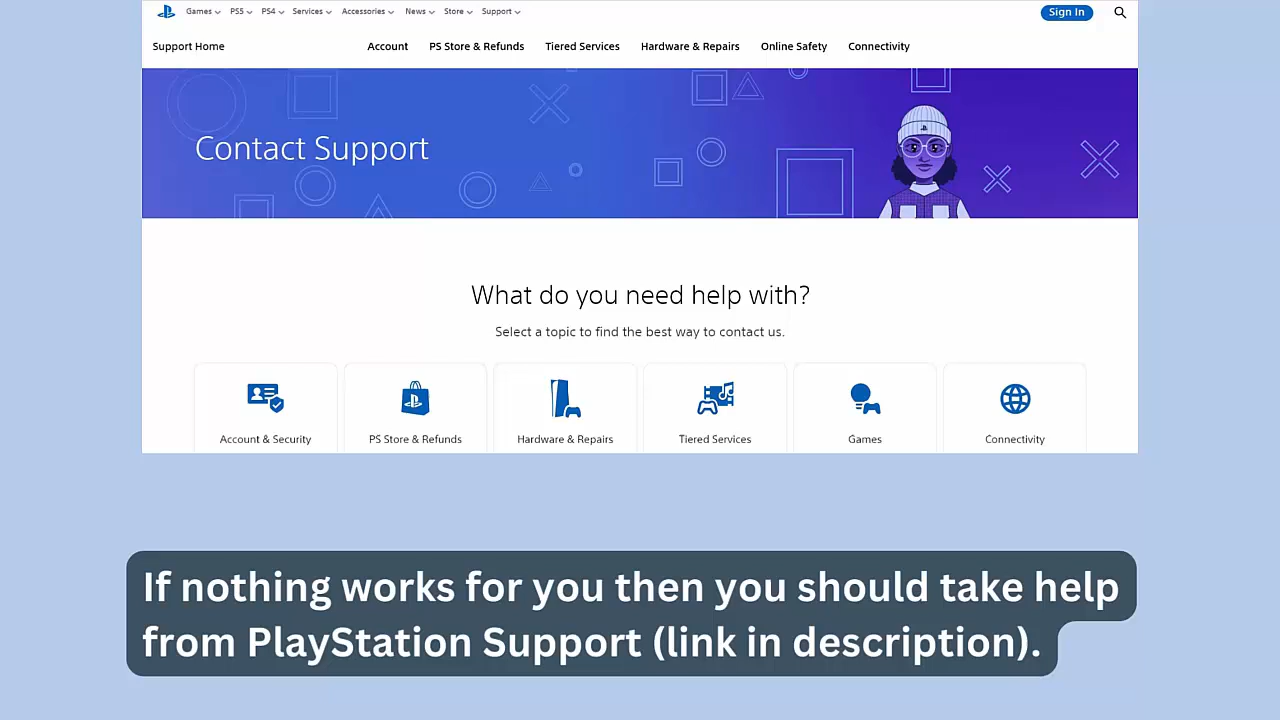 Games PS5 PS4 Services Accessories News Store Support Sign In
Support Home Account PS Store & Refunds Tiered Services Hardware & Repairs Online Safety Connectivity
Contact Support
What do you need help with?
Select a topic to find the best way to contact us.
Account & Security PS Store & Refunds Hardware & Repairs Tiered Services Games Connectivity
If nothing works for you then you should take help
from PlayStation Support (link in description).